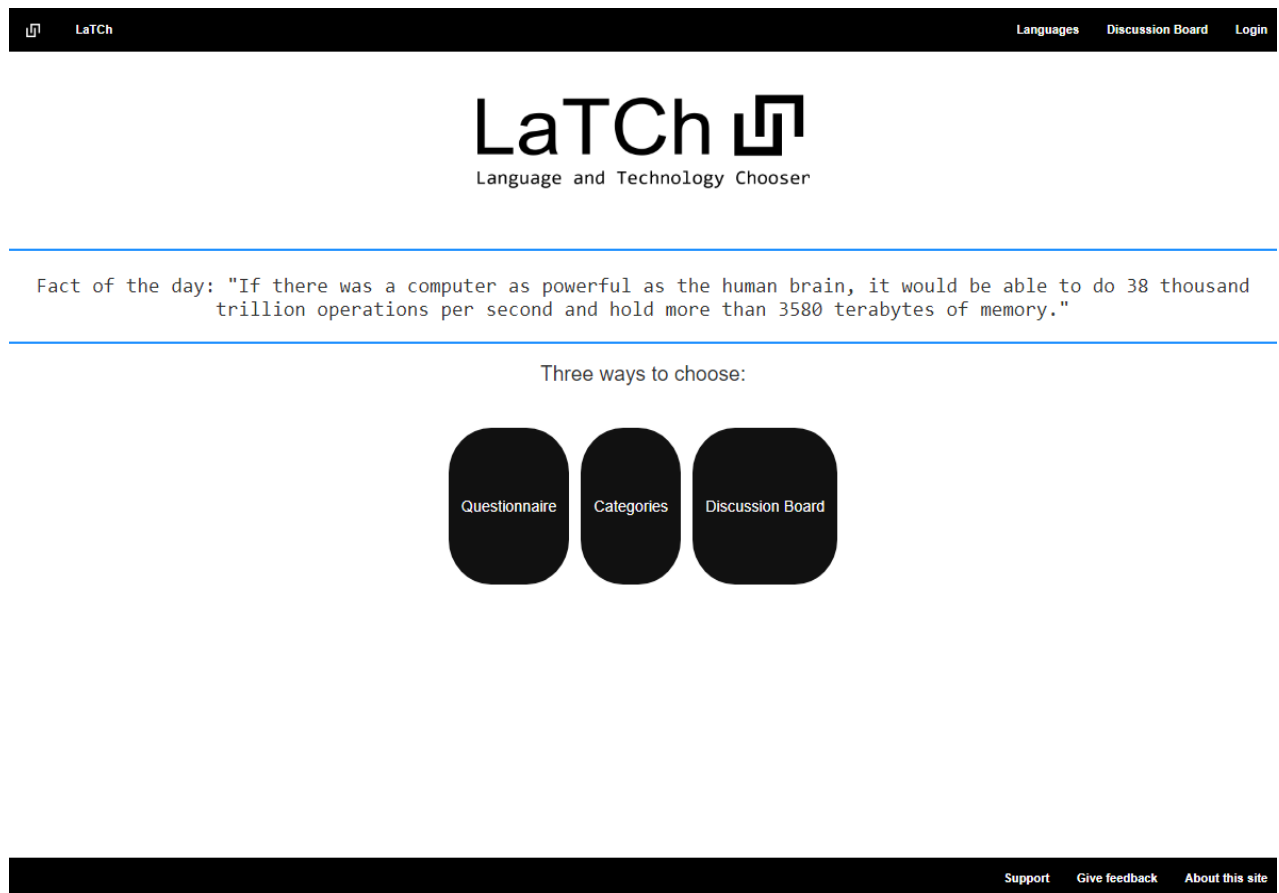 LaTCh
Languages
Discussion Board
Login
LaTCh
Language and Technology Chooser
Fact of the day: "If there was a computer as powerful as the human brain, it would be able to do 38 thousand
trillion operations per second and hold more than 3580 terabytes of memory."
Three ways to choose:
Questionnaire
Categories
Discussion Board
Support
Give feedback
About this site